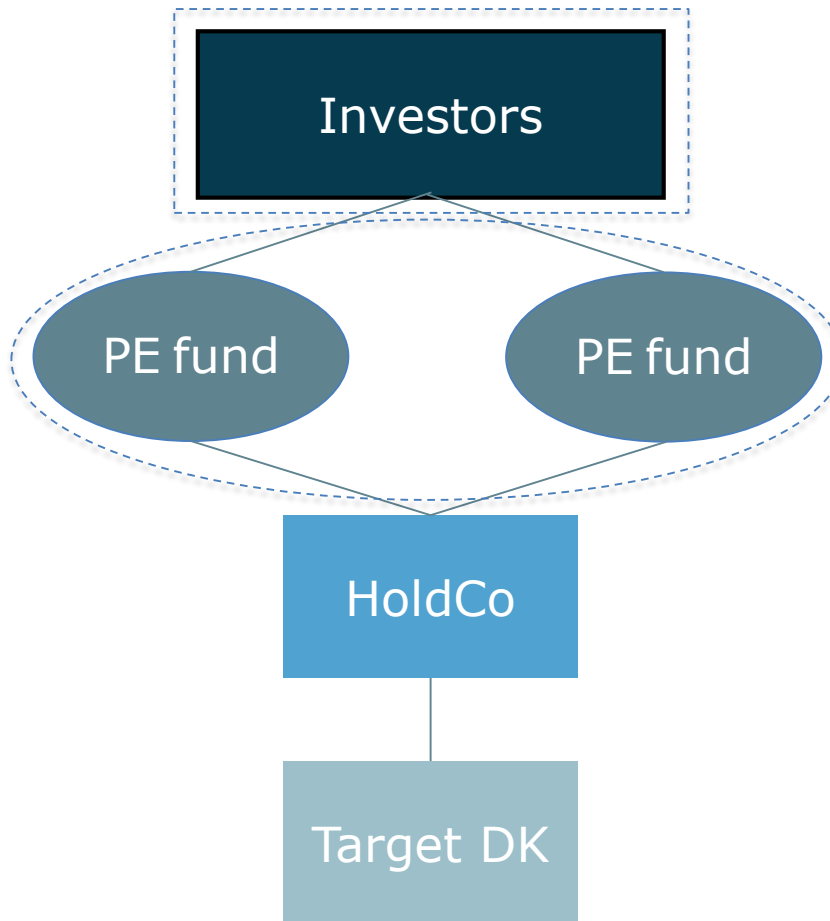 Investors
PE fund
PE fund
HoldCo
Target DK